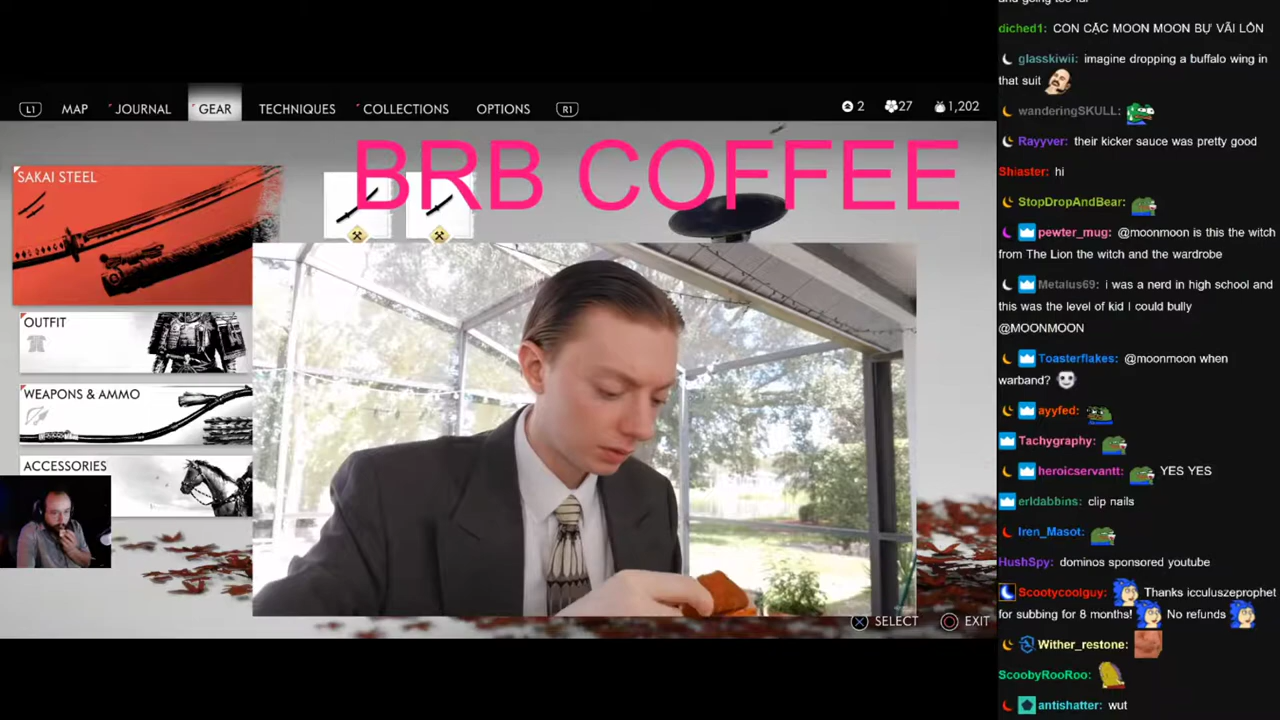 L1 MAP JOURNAL GEAR TECHNIQUES COLLECTIONS OPTIONS R1 2 27 1,202
BRB COFFEE
SAKAI STEEL
OUTFIT
WEAPONS & AMMO
ACCESSORIES
SELECT EXIT
diched1: CON CẶC MOON MOON BỰ VÃI LỒN
glasskiwii: imagine dropping a buffalo wing in
that suit
wanderingSKULL:
Rayyver: their kicker sauce was pretty good
Shiaster: hi
StopDropAndBear:
pewter_mug: @moonmoon is this the witch
from The Lion the witch and the wardrobe
Metalus69: i was a nerd in high school and
this was the level of kid I could bully
@MOONMOON
Toasterflakes: @moonmoon when
warband?
ayyfed:
Tachygraphy:
heroicservantt: YES YES
erldabbins: clip nails
Iren_Masot:
HushSpy: dominos sponsored youtube
Scootycoolguy: Thanks icculuszeprophet
for subbing for 8 months! No refunds
Wither_restone:
ScoobyRooRoo:
antishatter: wut